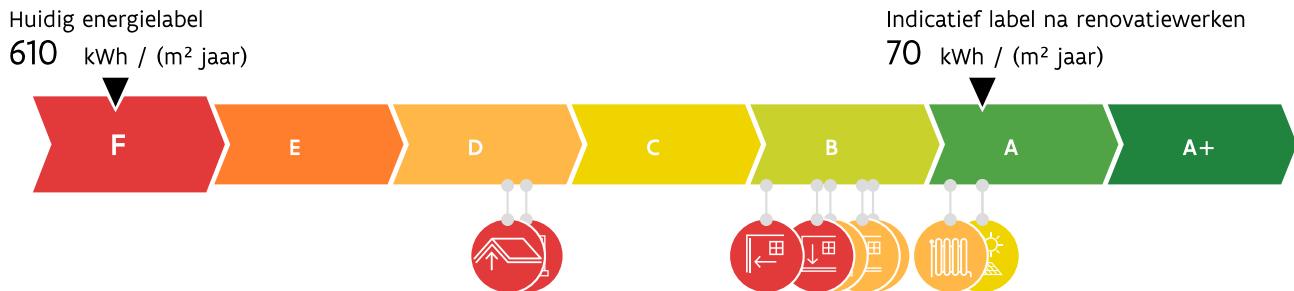 Huidig energielabel
610 kWh / (m² jaar)
Indicatief label na renovatiewerken
70 kWh / (m² jaar)
F E D C B A A+